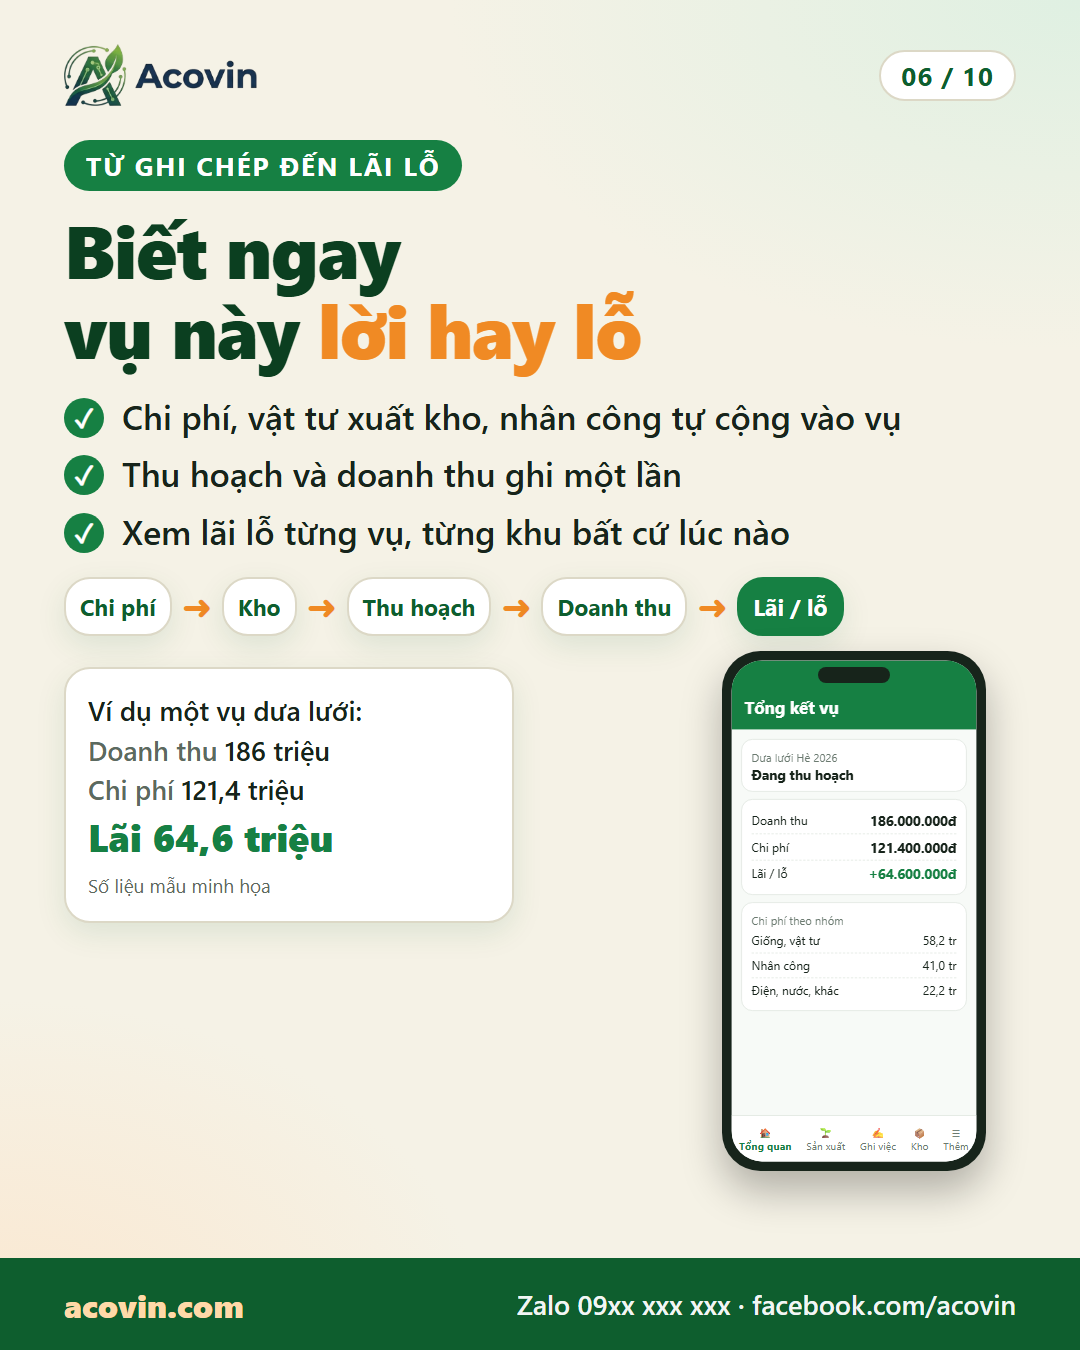 Acovin
06 / 10
TỪ GHI CHÉP ĐẾN LÃI LỖ
Biết ngay
vụ này lời hay lỗ
Chi phí, vật tư xuất kho, nhân công tự cộng vào vụ
Thu hoạch và doanh thu ghi một lần
Xem lãi lỗ từng vụ, từng khu bất cứ lúc nào
Chi phí → Kho → Thu hoạch → Doanh thu → Lãi / lỗ
Ví dụ một vụ dưa lưới:
Doanh thu 186 triệu
Chi phí 121,4 triệu
Lãi 64,6 triệu
Số liệu mẫu minh họa
Tổng kết vụ
Dưa lưới Hè 2026
Đang thu hoạch
Doanh thu 186.000.000đ
Chi phí 121.400.000đ
Lãi / lỗ +64.600.000đ
Chi phí theo nhóm
Giống, vật tư 58,2 tr
Nhân công 41,0 tr
Điện, nước, khác 22,2 tr
Tổng quan Sản xuất Ghi việc Kho Thêm
acovin.com
Zalo 09xx xxx xxx · facebook.com/acovin